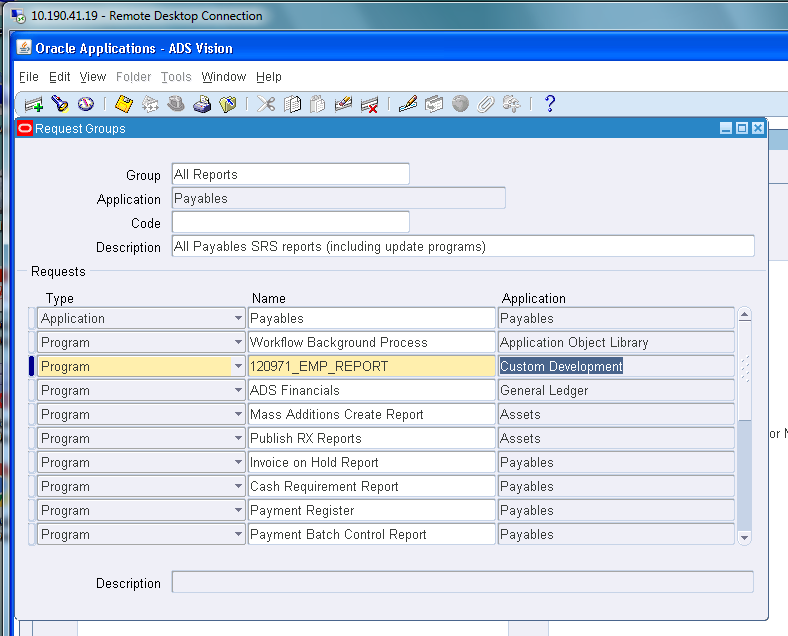 10.190.41.19 - Remote Desktop Connection
Oracle Applications - ADS Vision
File Edit View Folder Tools Window Help
?
Request Groups
Group All Reports
Application Payables
Code
Description All Payables SRS reports (including update programs)
Requests
Type Name Application
Application Payables Payables
Program Workflow Background Process Application Object Library
Program 120971_EMP_REPORT Custom Development
Program ADS Financials General Ledger
Program Mass Additions Create Report Assets
Program Publish RX Reports Assets
or N
Program Invoice on Hold Report Payables
Program Cash Requirement Report Payables
Program Payment Register Payables
Program Payment Batch Control Report Payables
Description